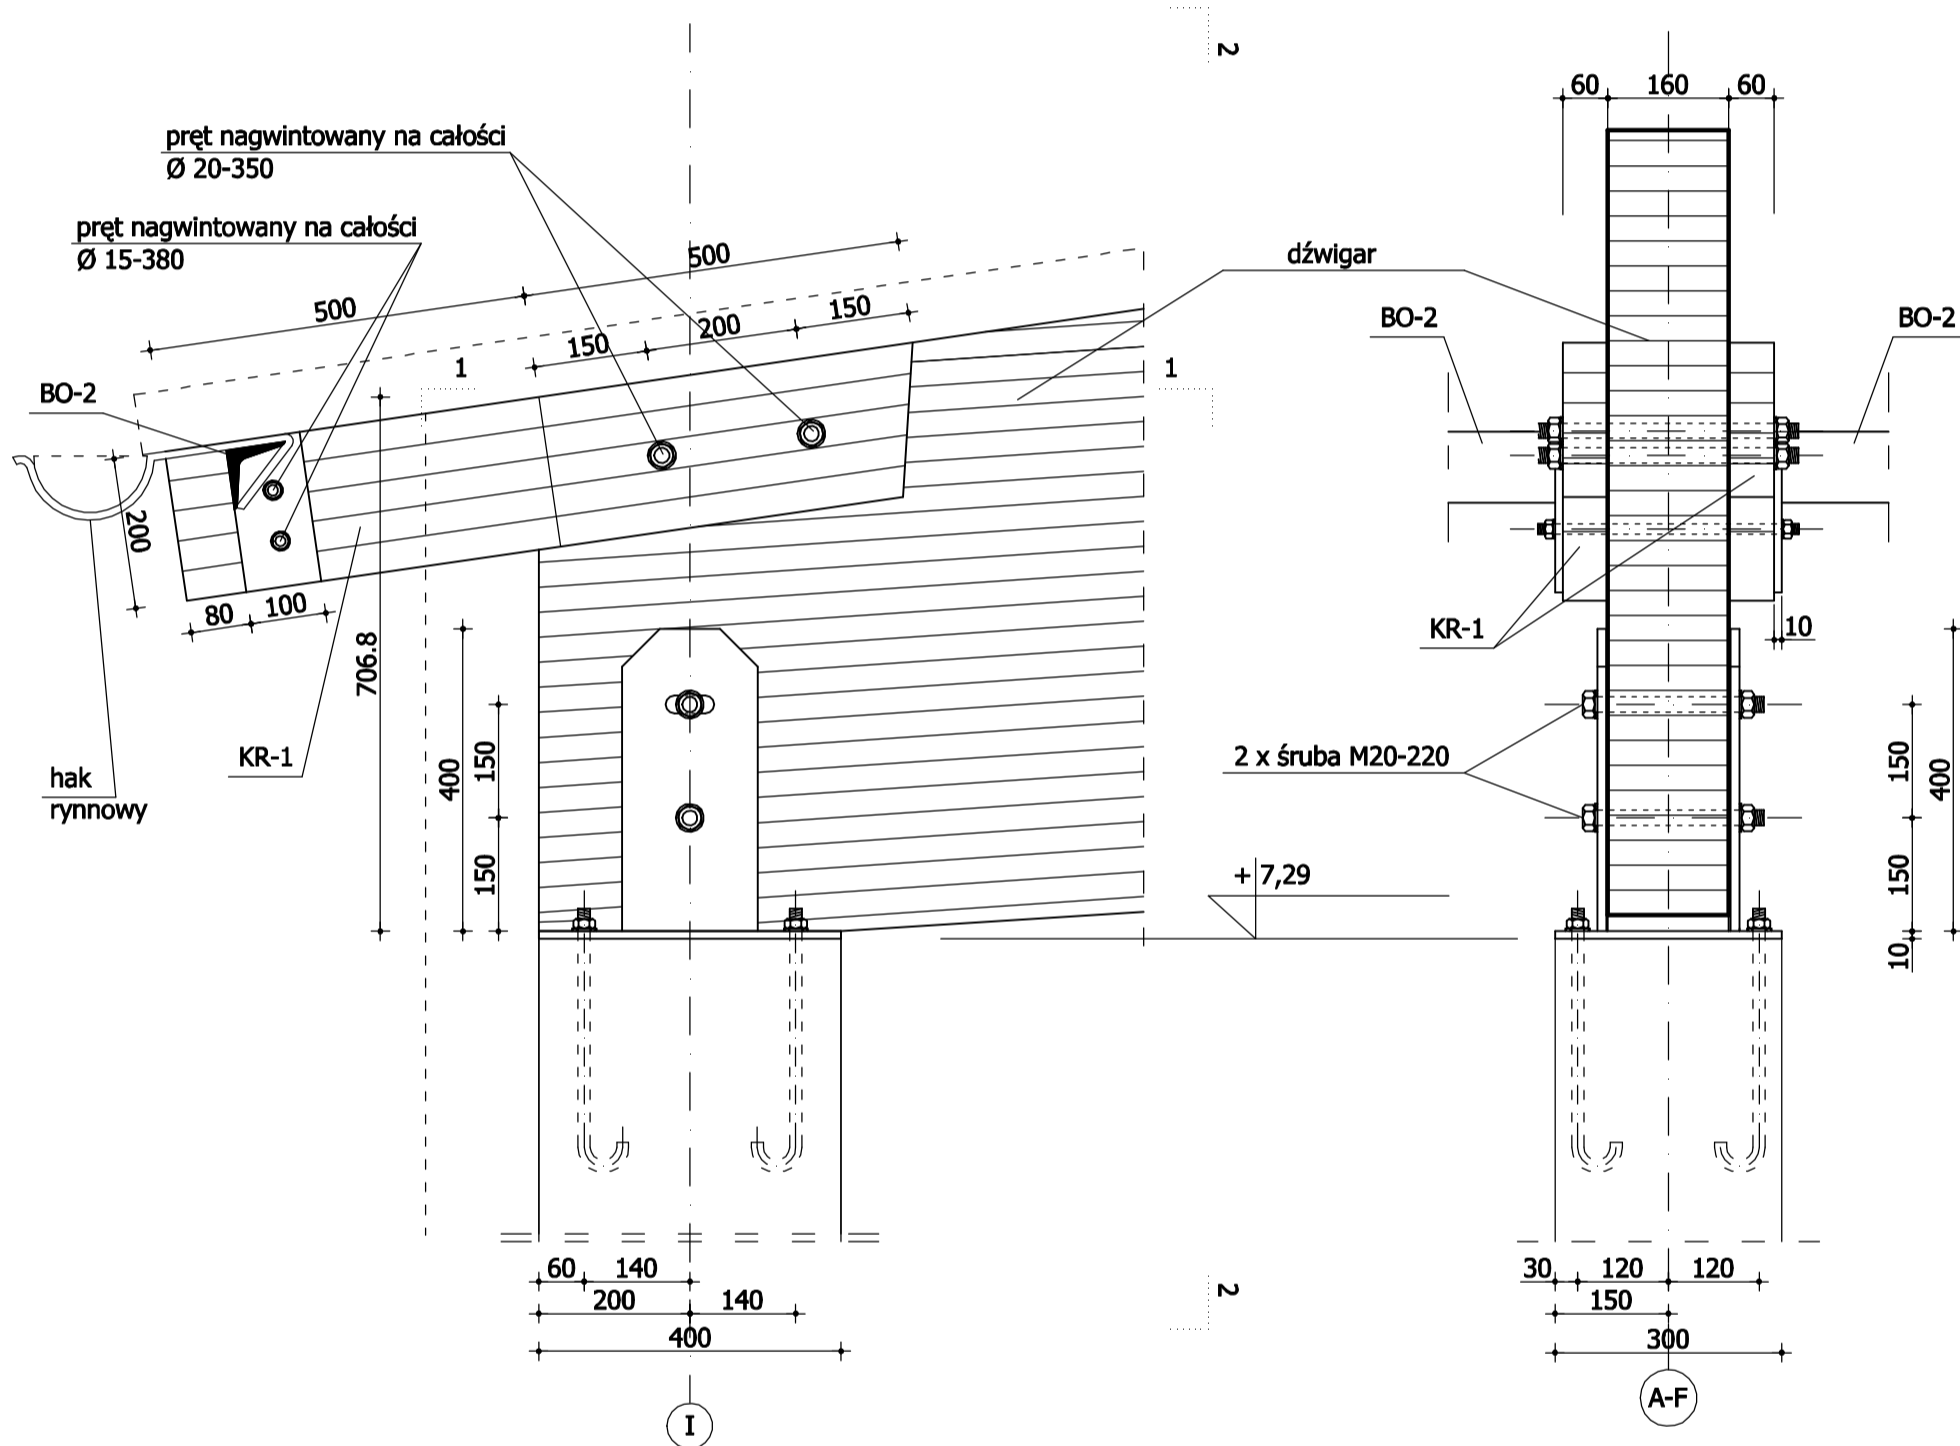 2
60 160 60
pręt nagwintowany na całości
Ø 20-350
pręt nagwintowany na całości
Ø 15-380
500
dźwigar
500
150
200
150
BO-2
BO-2
1
1
BO-2
200
80
100
KR-1
10
706.8
400
150
150
KR-1
hak
rynnowy
2 x śruba M20-220
150
400
150
10
+ 7,29
60 140
200 140
400
2
30 120 120
150
300
I
A-F